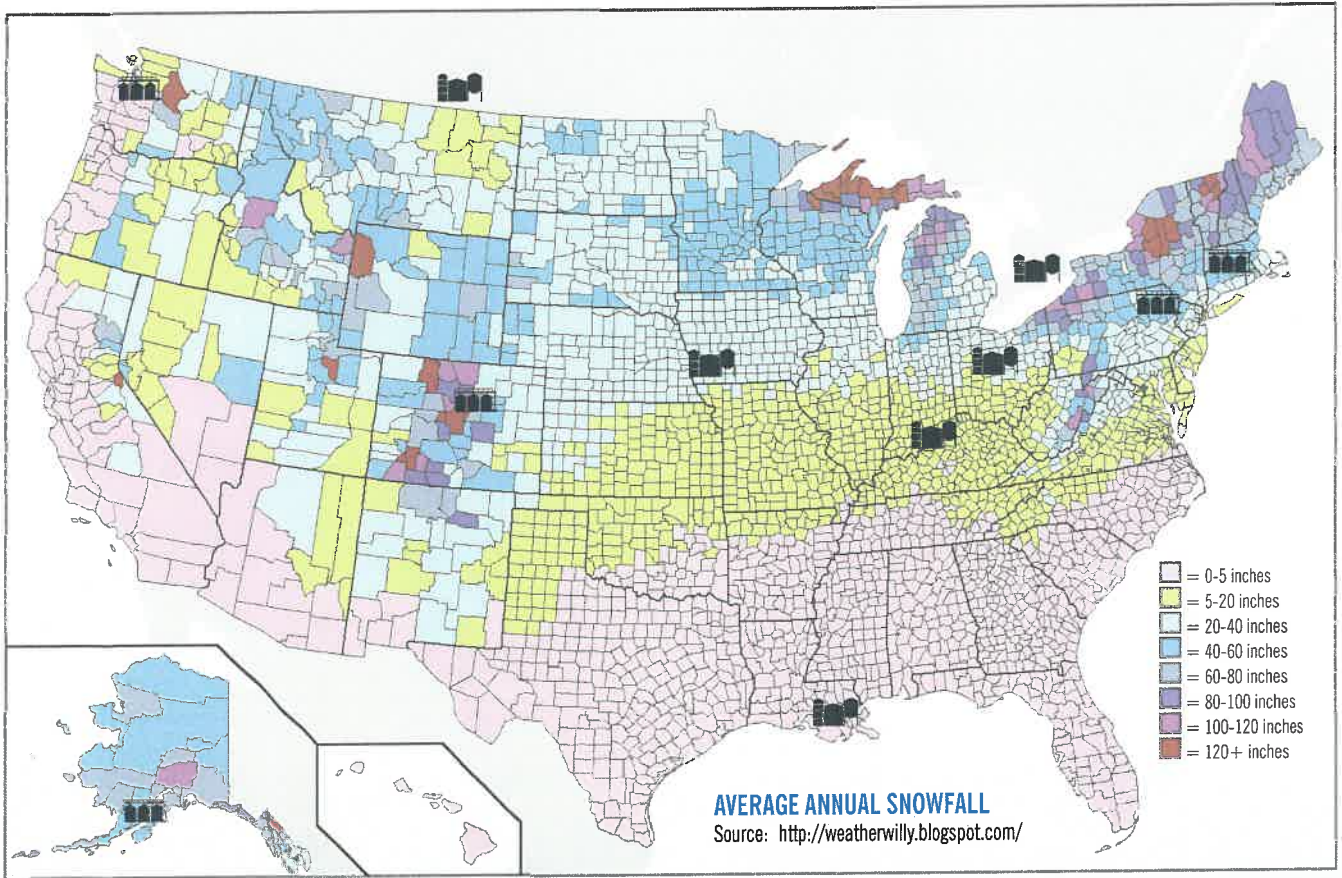 = 0-5 inches
= 5-20 inches
= 20-40 inches
= 40-60 inches
= 60-80 inches
= 80-100 inches
= 100-120 inches
= 120+ inches
AVERAGE ANNUAL SNOWFALL
Source: http://weatherwilly.blogspot.com/